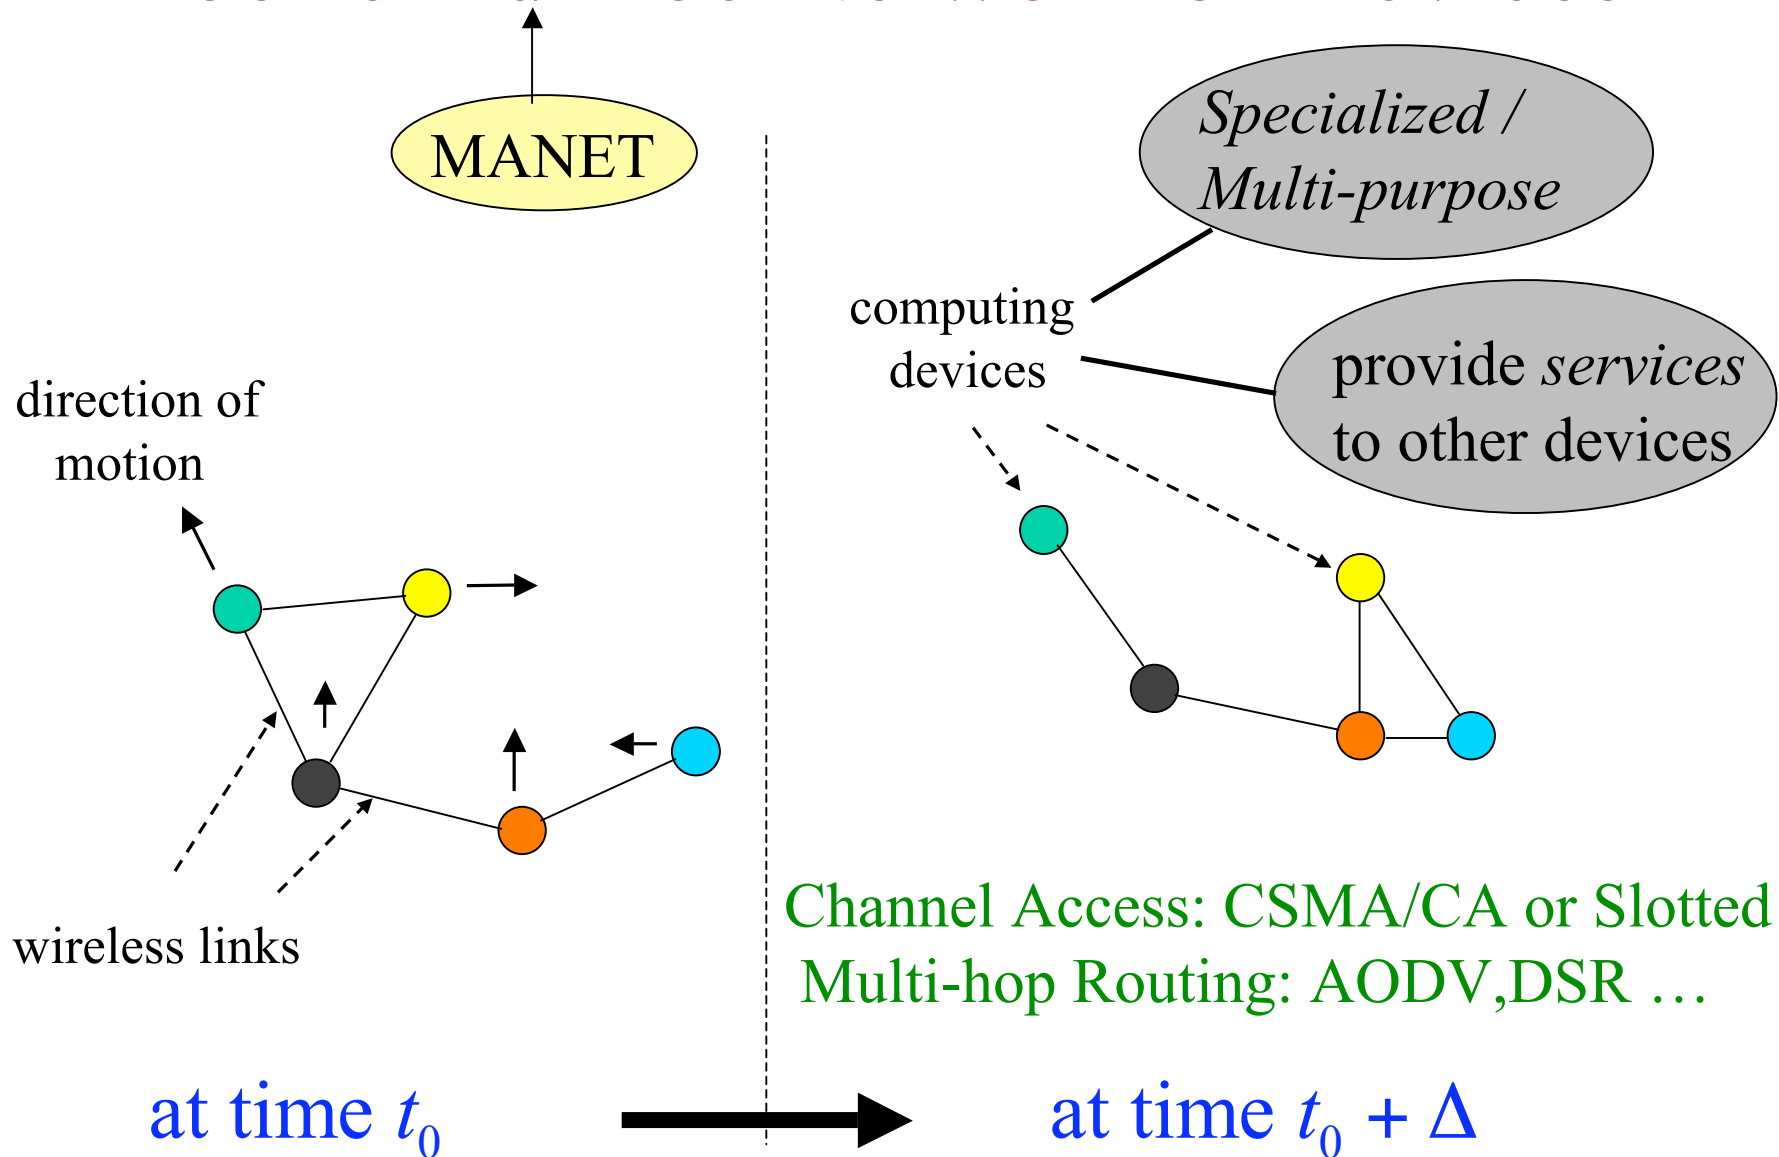 MANET
Specialized /
Multi-purpose
computing
devices
provide services
to other devices
direction of
motion
wireless links
Channel Access: CSMA/CA or Slotted
Multi-hop Routing: AODV,DSR …
at time t₀
at time t₀ + Δ